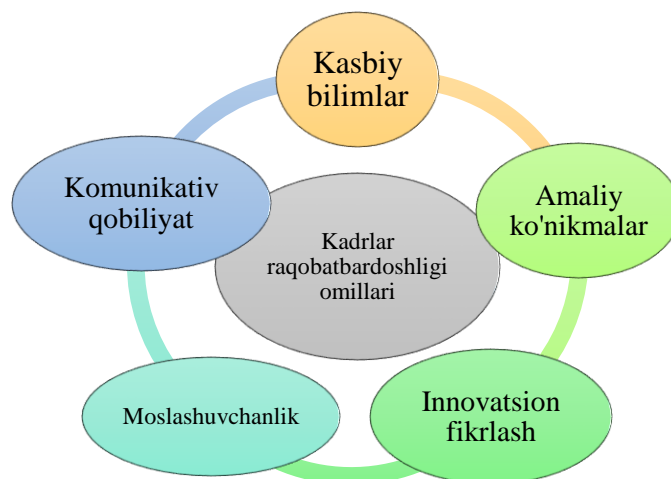 Kasbiy
bilimlar
Amaliy
ko'nikmalar
Innovatsion
fikrlash
Moslashuvchanlik
Komunikativ
qobiliyat
Kadrlar
raqobatbardoshligi
omillari